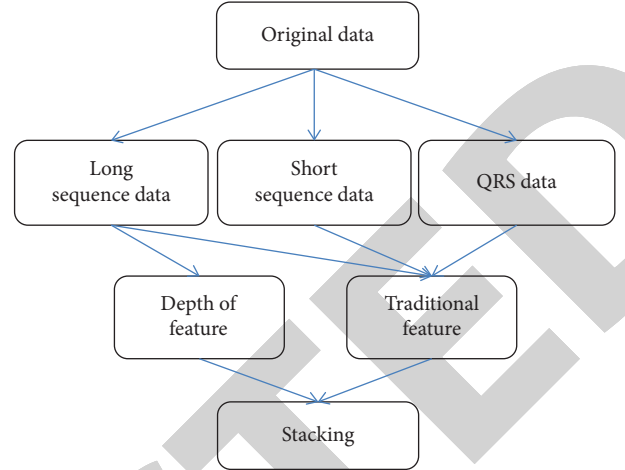 Original data
Long
sequence data
Short
sequence data
QRS data
Depth of
feature
Traditional
feature
Stacking